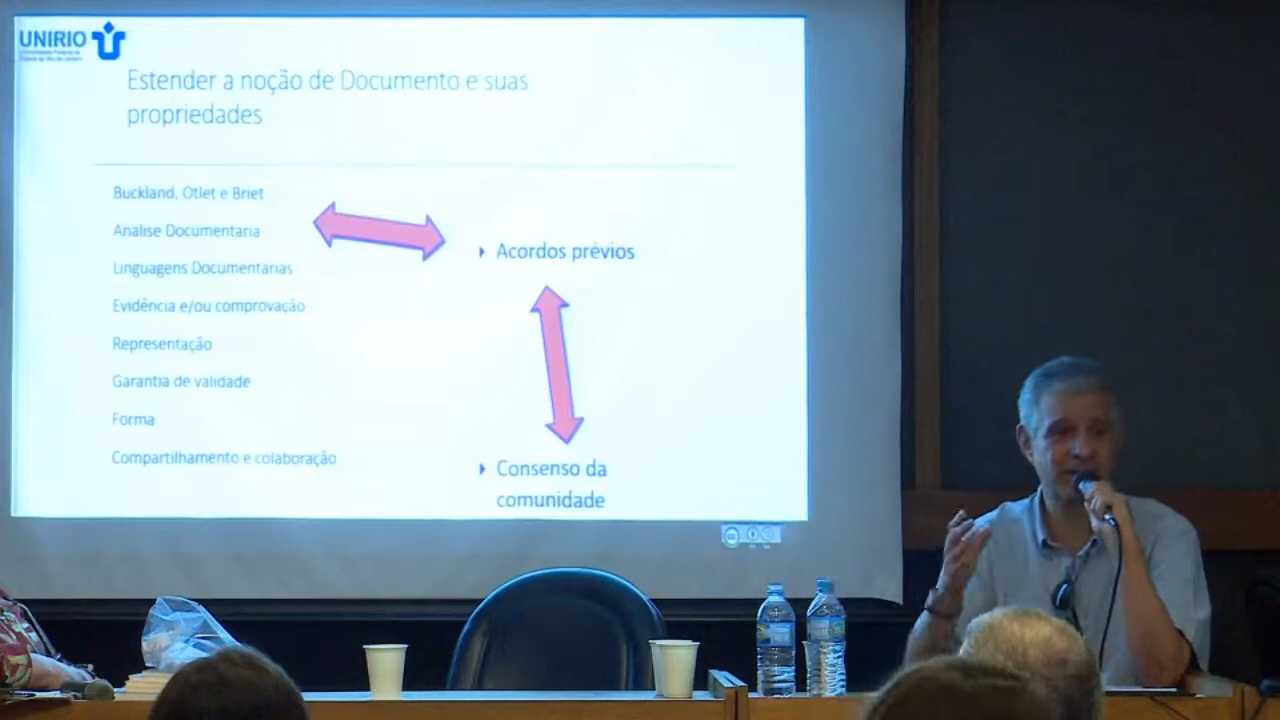 UNIRIO
Estender a noção de Documento e suas
propriedades
Buckland, Otlet e Briet
Análise Documentaria
Linguagens Documentarias
Evidência e/ou comprovação
Representação
Garantia de validade
Forma
Compartilhamento e colaboração
Acordos prévios
Consenso da
comunidade